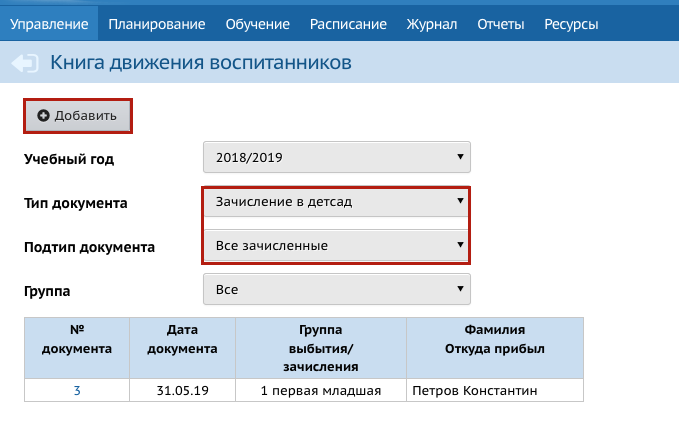 Управление Планирование Обучение Расписание Журнал Отчеты Ресурсы
Книга движения воспитанников
Добавить
Учебный год 2018/2019
Тип документа Зачисление в детсад
Подтип документа Все зачисленные
Группа Все
№ Дата Группа Фамилия
документа документа выбытия/ Откуда прибыл
зачисления
3 31.05.19 1 первая младшая Петров Константин